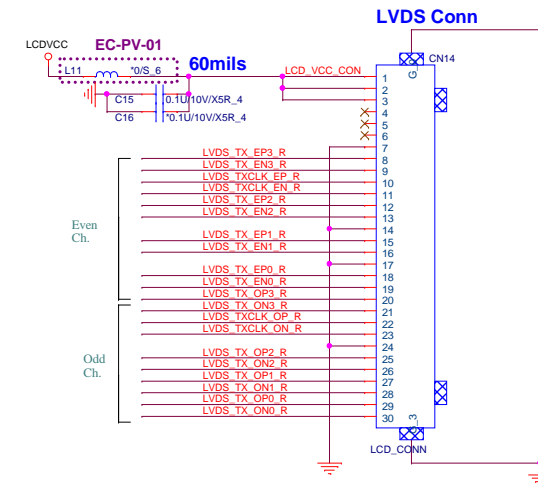 LVDS Conn
LCDVCC
EC-PV-01
L11
*0/S_6
60mils
LCD_VCC_CON
CN14
C15
0.1U/10V/X5R_4
C16
*0.1U/10V/X5R_4
1
2
3
4
5
6
7
LVDS_TX_EP3_R
8
LVDS_TX_EN3_R
9
LVDS_TXCLK_EP_R
10
LVDS_TXCLK_EN_R
11
LVDS_TX_EP2_R
12
LVDS_TX_EN2_R
13
Even
Ch.
14
LVDS_TX_EP1_R
15
LVDS_TX_EN1_R
16
17
LVDS_TX_EP0_R
18
LVDS_TX_EN0_R
19
LVDS_TX_OP3_R
20
LVDS_TX_ON3_R
21
LVDS_TXCLK_OP_R
22
LVDS_TXCLK_ON_R
23
24
Odd
Ch.
LVDS_TX_OP2_R
25
LVDS_TX_ON2_R
26
LVDS_TX_OP1_R
27
LVDS_TX_ON1_R
28
LVDS_TX_OP0_R
29
LVDS_TX_ON0_R
30
LCD_CONN